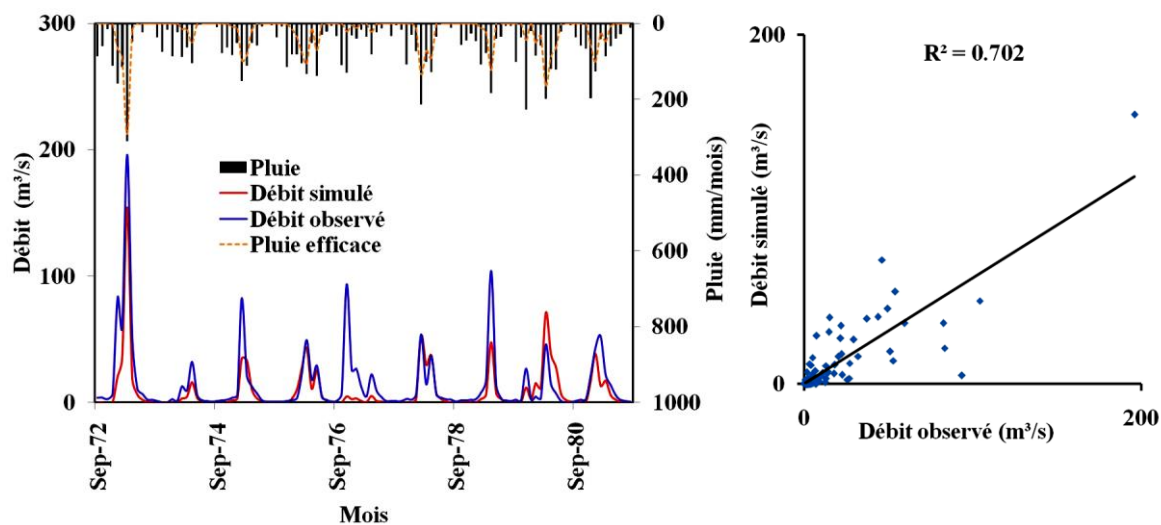 300
200
100
0
Débit (m³/s)
Pluie
Débit simulé
Débit observé
Pluie efficace
0
200
400
600
800
1000
Pluie (mm/mois)
Sep-72
Sep-74
Sep-76
Sep-78
Sep-80
Mois
200
0
Débit simulé (m³/s)
R² = 0.702
0
200
Débit observé (m³/s)